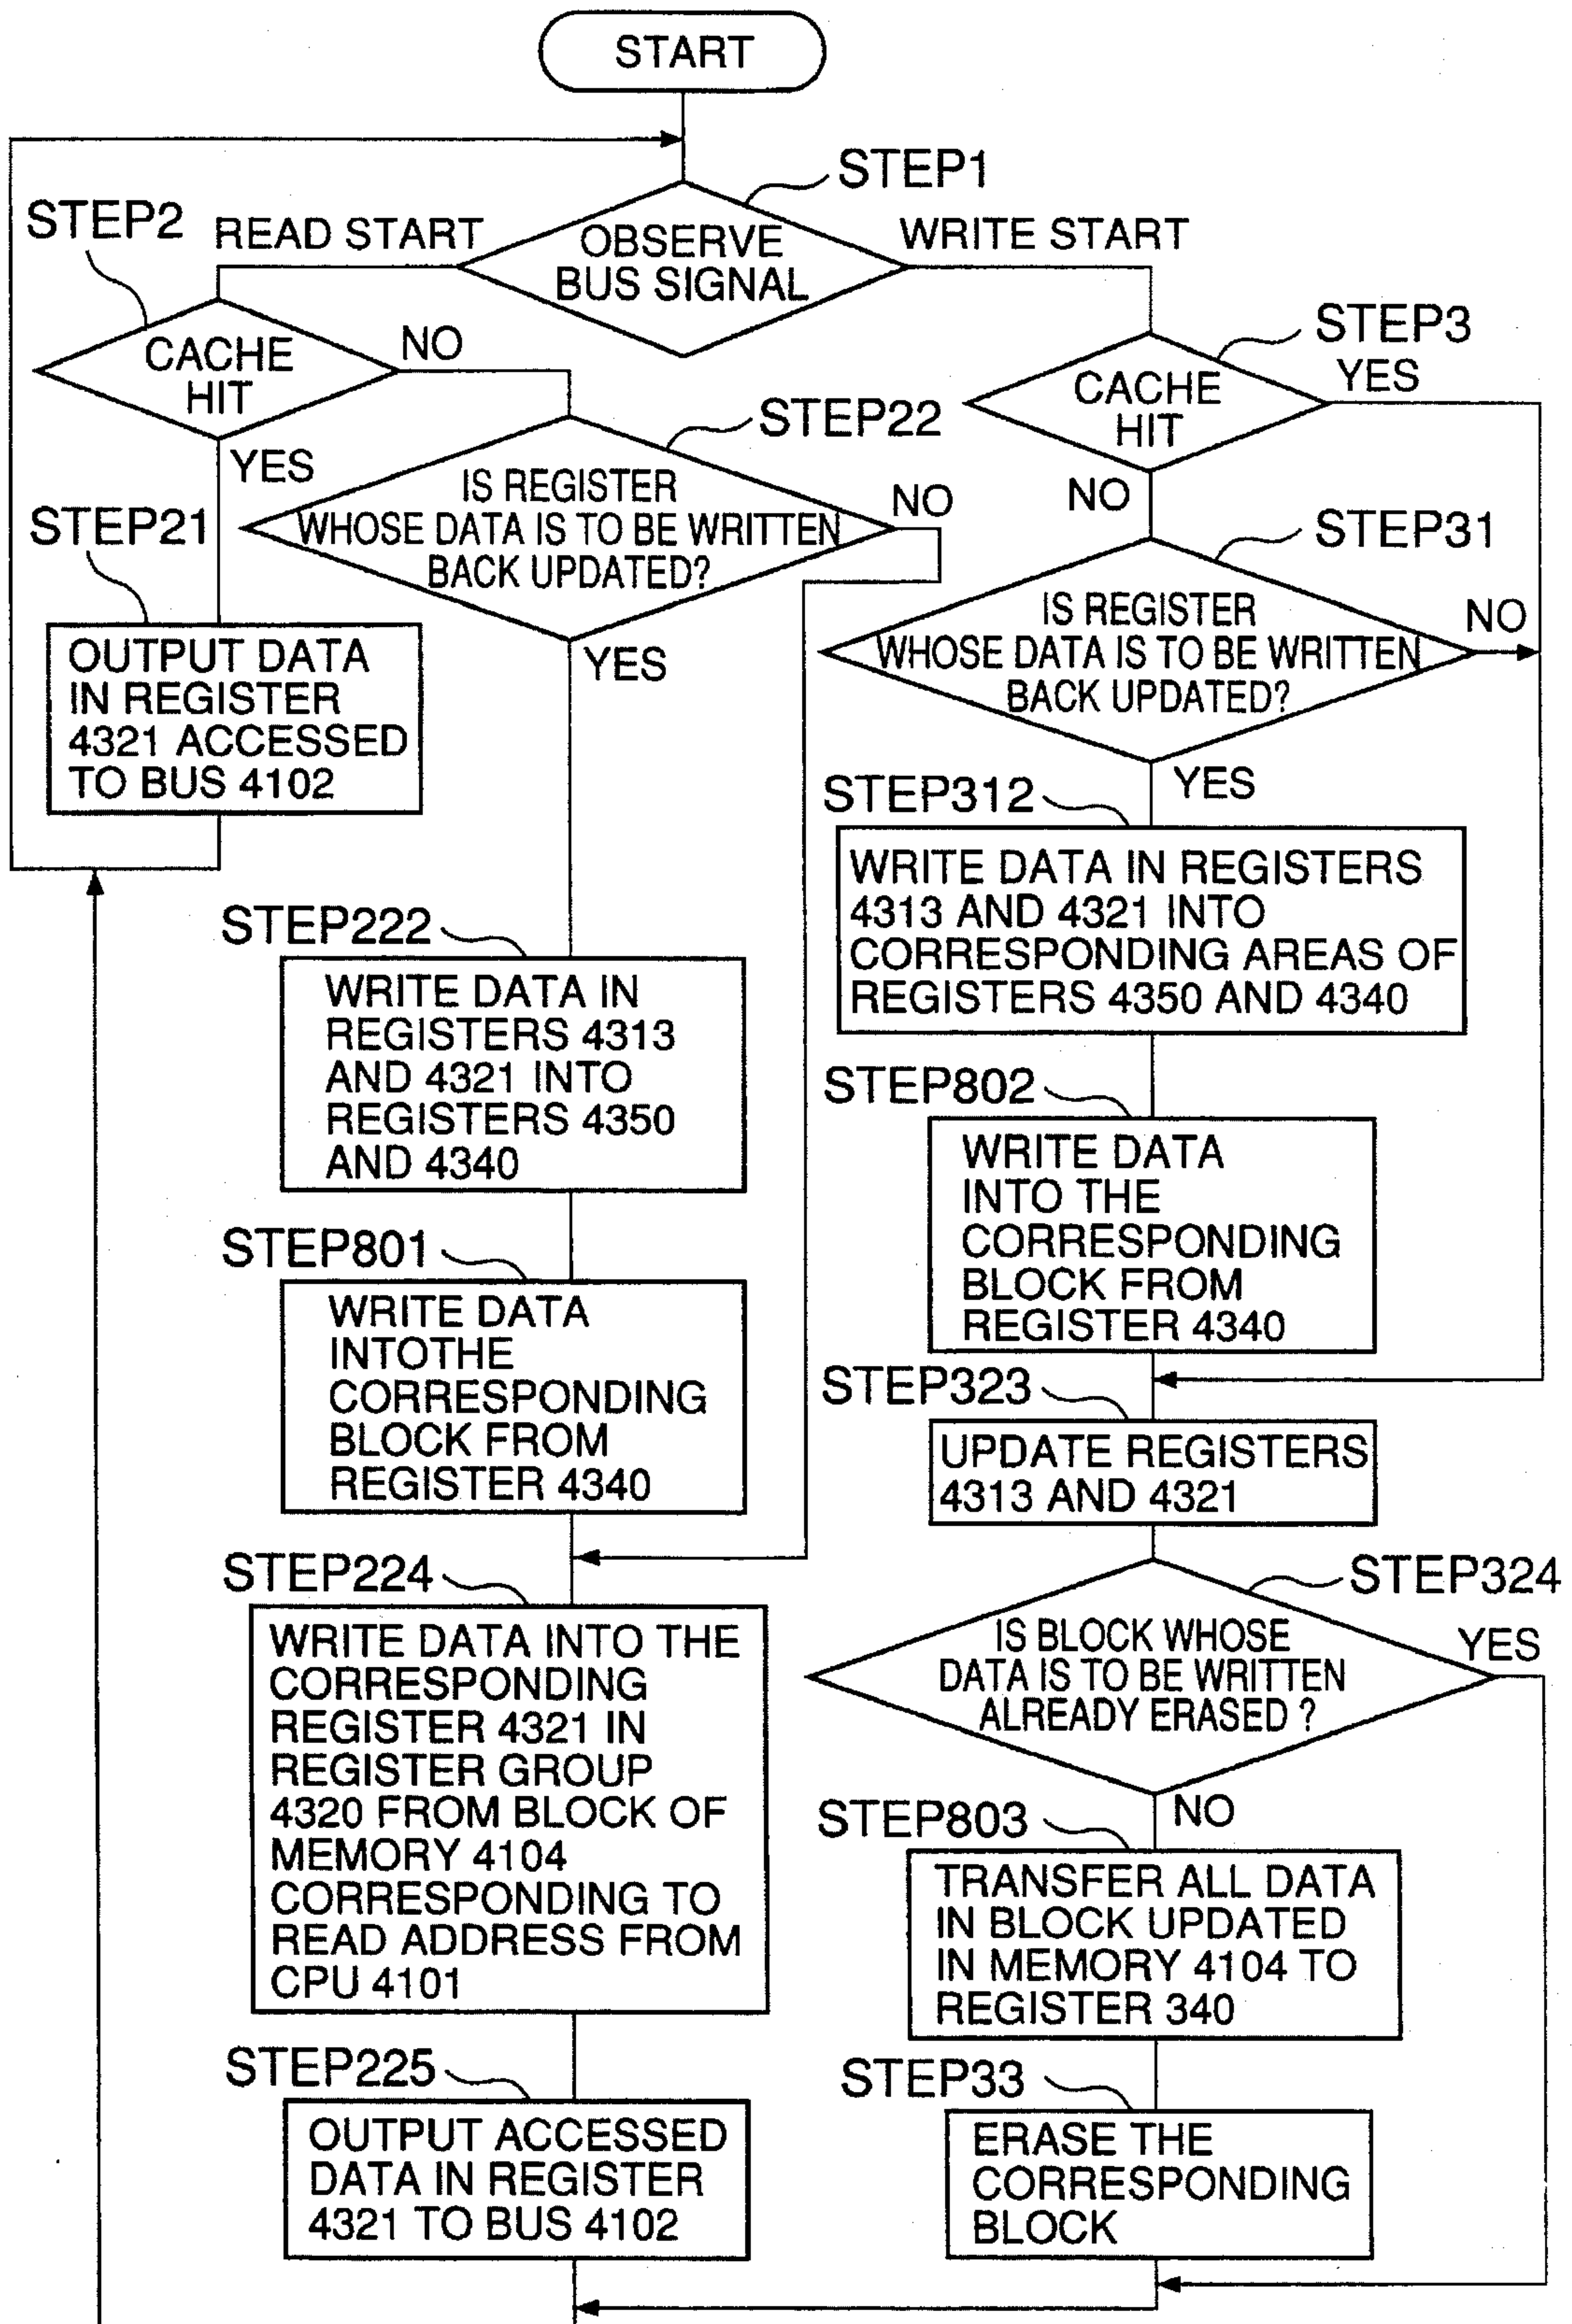 START
STEP1
STEP2
READ START
OBSERVE
BUS SIGNAL
WRITE START
STEP3
CACHE
HIT
NO
YES
CACHE
HIT
YES
STEP22
NO
STEP21
IS REGISTER
WHOSE DATA IS TO BE WRITTEN
BACK UPDATED?
NO
YES
STEP31
IS REGISTER
WHOSE DATA IS TO BE WRITTEN
BACK UPDATED?
NO
YES
OUTPUT DATA
IN REGISTER
4321 ACCESSED
TO BUS 4102
STEP312
WRITE DATA IN REGISTERS
4313 AND 4321 INTO
CORRESPONDING AREAS OF
REGISTERS 4350 AND 4340
STEP222
WRITE DATA IN
REGISTERS 4313
AND 4321 INTO
REGISTERS 4350
AND 4340
STEP802
WRITE DATA
INTO THE
CORRESPONDING
BLOCK FROM
REGISTER 4340
STEP801
WRITE DATA
INTOTHE
CORRESPONDING
BLOCK FROM
REGISTER 4340
STEP323
UPDATE REGISTERS
4313 AND 4321
STEP224
WRITE DATA INTO THE
CORRESPONDING
REGISTER 4321 IN
REGISTER GROUP
4320 FROM BLOCK OF
MEMORY 4104
CORRESPONDING TO
READ ADDRESS FROM
CPU 4101
STEP324
IS BLOCK WHOSE
DATA IS TO BE WRITTEN
ALREADY ERASED ?
YES
NO
STEP803
TRANSFER ALL DATA
IN BLOCK UPDATED
IN MEMORY 4104 TO
REGISTER 340
STEP225
OUTPUT ACCESSED
DATA IN REGISTER
4321 TO BUS 4102
STEP33
ERASE THE
CORRESPONDING
BLOCK